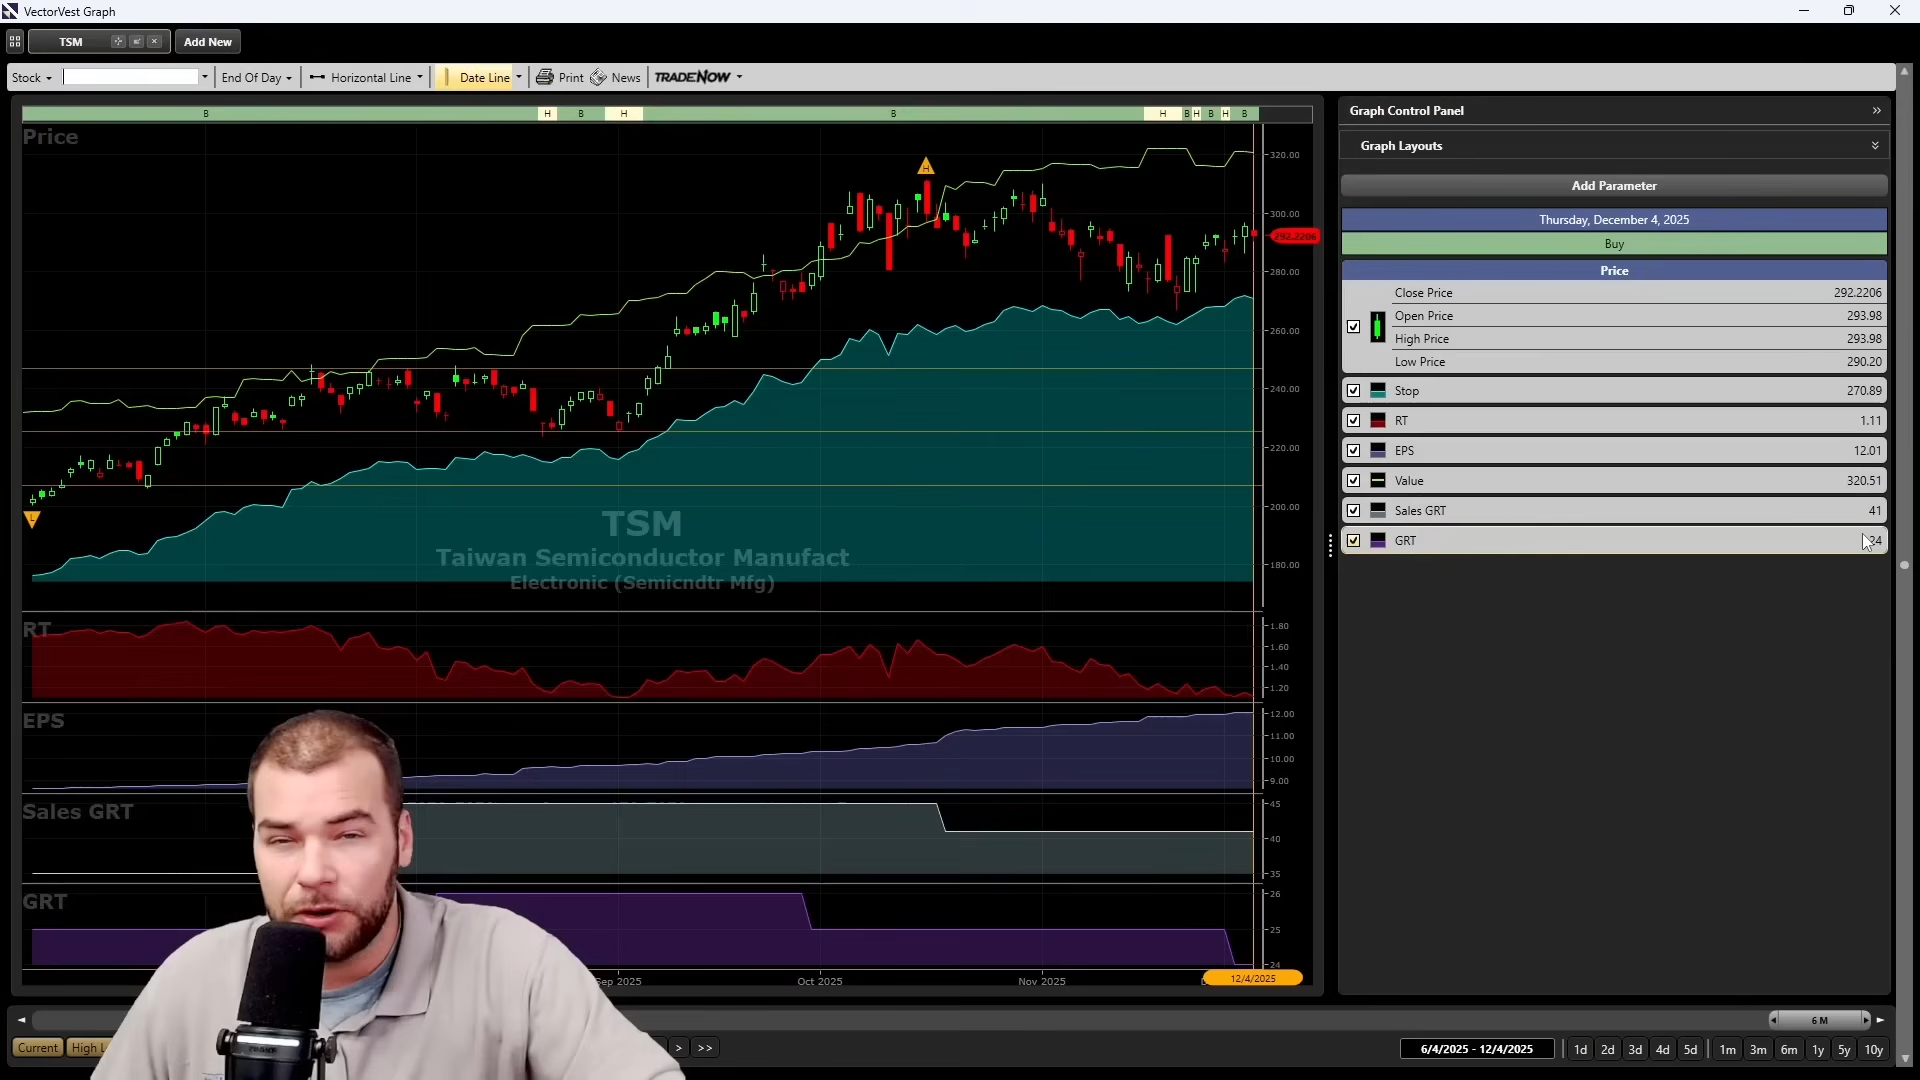 VectorVest Graph
TSM
Add New
Stock
End Of Day
Horizontal Line
Date Line
Print
News
TRADENOW
B H B H B H B H B H B
Price
320.00
300.00
292.2206
280.00
260.00
240.00
220.00
200.00
180.00
H
L
TSM
Taiwan Semiconductor Manufact
Electronic (Semicndtr Mfg)
RT
1.80
1.60
1.40
1.20
EPS
12.00
11.00
10.00
9.00
Sales GRT
45
40
35
GRT
26
25
24
Sep 2025
Oct 2025
Nov 2025
12/4/2025
Graph Control Panel
Graph Layouts
Add Parameter
Thursday, December 4, 2025
Buy
Price
Close Price 292.2206
Open Price 293.98
High Price 293.98
Low Price 290.20
Stop 270.89
RT 1.11
EPS 12.01
Value 320.51
Sales GRT 41
GRT 24
6 M
Current
High L
>
>>
6/4/2025 - 12/4/2025
1d 2d 3d 4d 5d 1m 3m 6m 1y 5y 10y